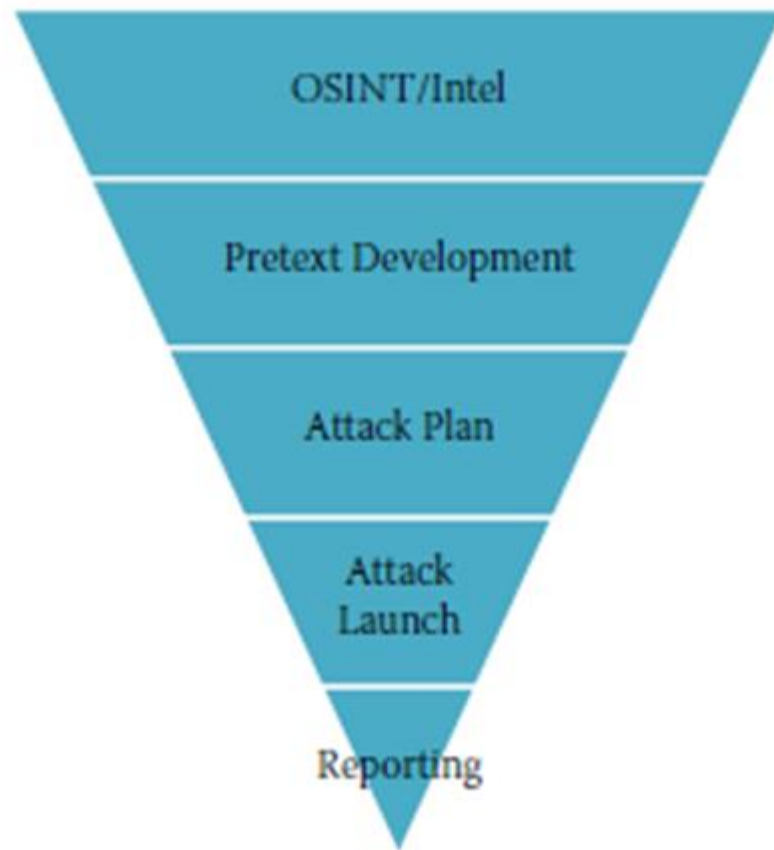 OSINT/Intel
Pretext Development
Attack Plan
Attack
Launch
Reporting